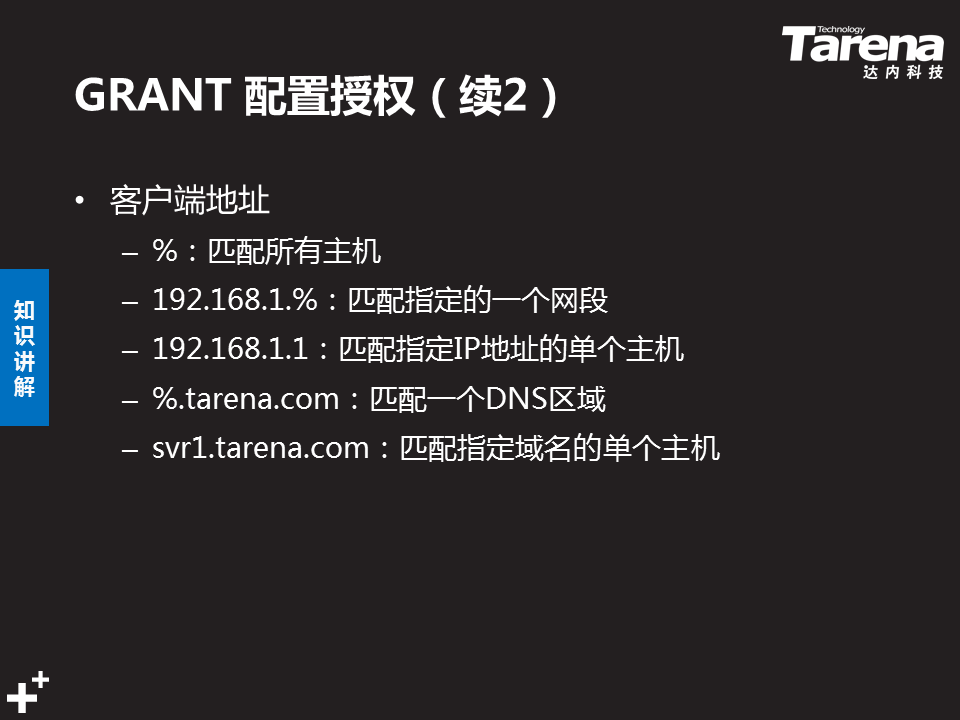 Technology
Tarena
达内科技
GRANT 配置授权（续2）
• 客户端地址
– %：匹配所有主机
– 192.168.1.%：匹配指定的一个网段
– 192.168.1.1：匹配指定IP地址的单个主机
– %.tarena.com：匹配一个DNS区域
– svr1.tarena.com：匹配指定域名的单个主机
知
识
讲
解